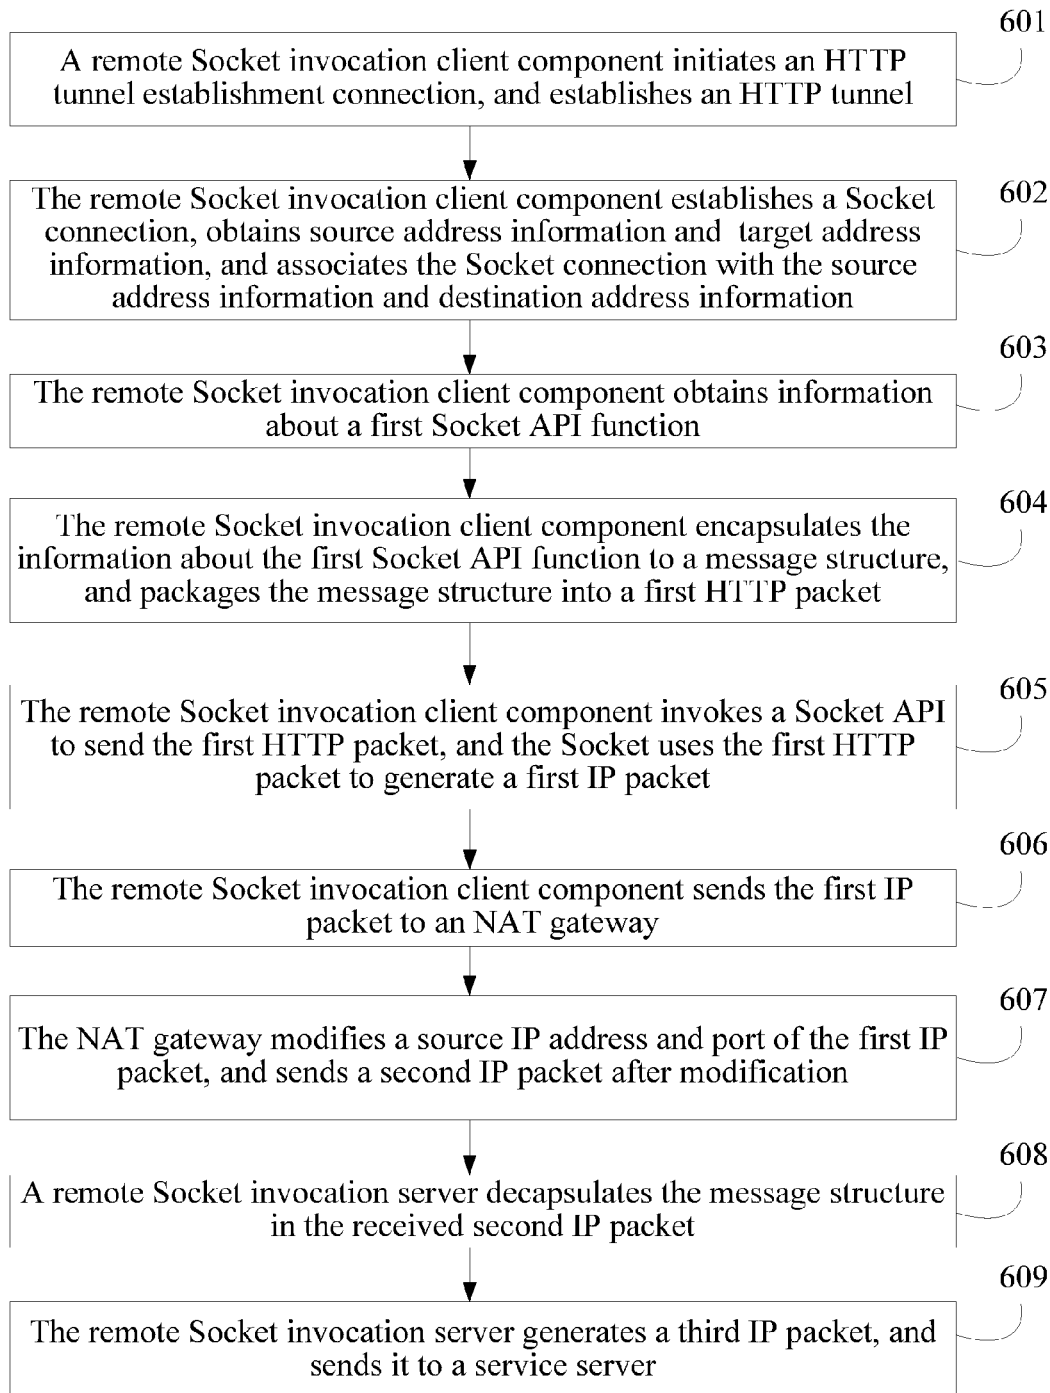 601
A remote Socket invocation client component initiates an HTTP
tunnel establishment connection, and establishes an HTTP tunnel
602
The remote Socket invocation client component establishes a Socket
connection, obtains source address information and target address
information, and associates the Socket connection with the source
address information and destination address information
603
The remote Socket invocation client component obtains information
about a first Socket API function
604
The remote Socket invocation client component encapsulates the
information about the first Socket API function to a message structure,
and packages the message structure into a first HTTP packet
605
The remote Socket invocation client component invokes a Socket API
to send the first HTTP packet, and the Socket uses the first HTTP
packet to generate a first IP packet
606
The remote Socket invocation client component sends the first IP
packet to an NAT gateway
607
The NAT gateway modifies a source IP address and port of the first IP
packet, and sends a second IP packet after modification
608
A remote Socket invocation server decapsulates the message structure
in the received second IP packet
609
The remote Socket invocation server generates a third IP packet, and
sends it to a service server